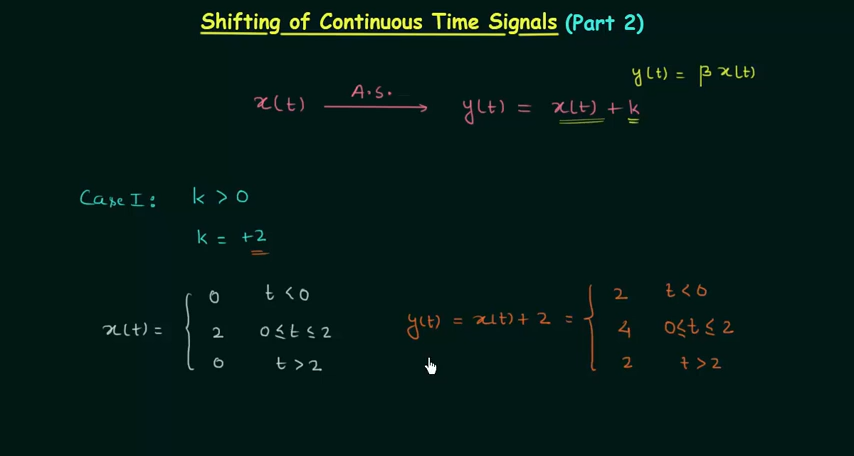 Shifting of Continuous Time Signals (Part 2)
y(t) = β x(t)
x(t) A.S. → y(t) = x(t) + k
Case I: k > 0
k = +2
x(t) = { 0 t < 0
2 0 ≤ t ≤ 2
0 t > 2
y(t) = x(t) + 2 = { 2 t < 0
4 0 ≤ t ≤ 2
2 t > 2